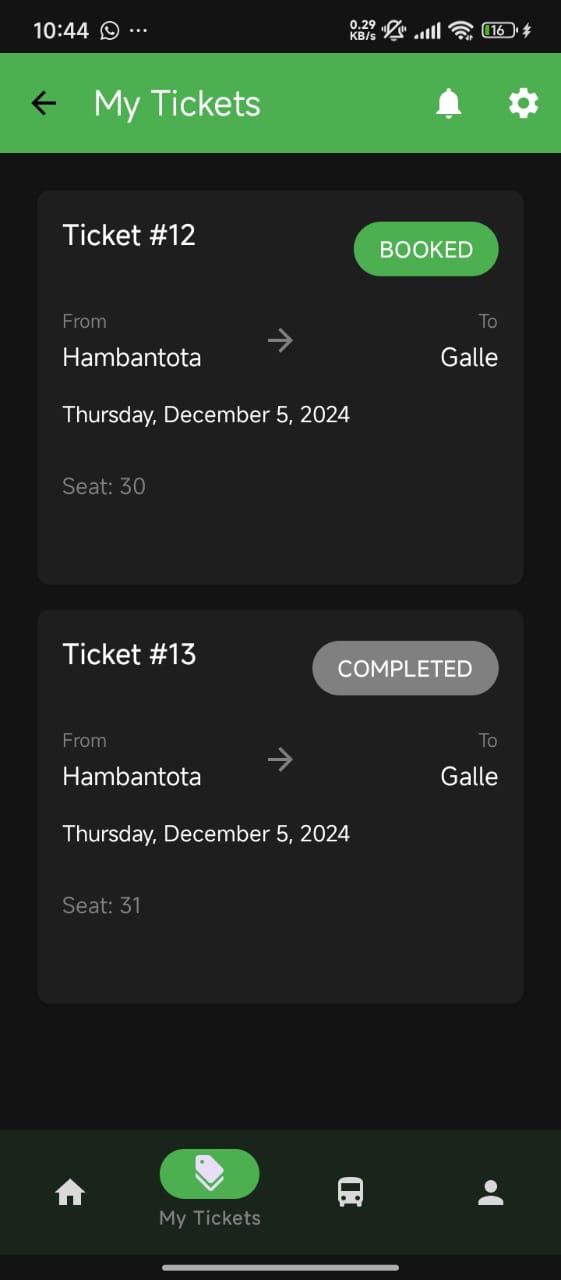 10:44 ... 0.29 KB/s 16
My Tickets
Ticket #12
BOOKED
From To
Hambantota Galle
Thursday, December 5, 2024
Seat: 30
Ticket #13
COMPLETED
From To
Hambantota Galle
Thursday, December 5, 2024
Seat: 31
My Tickets